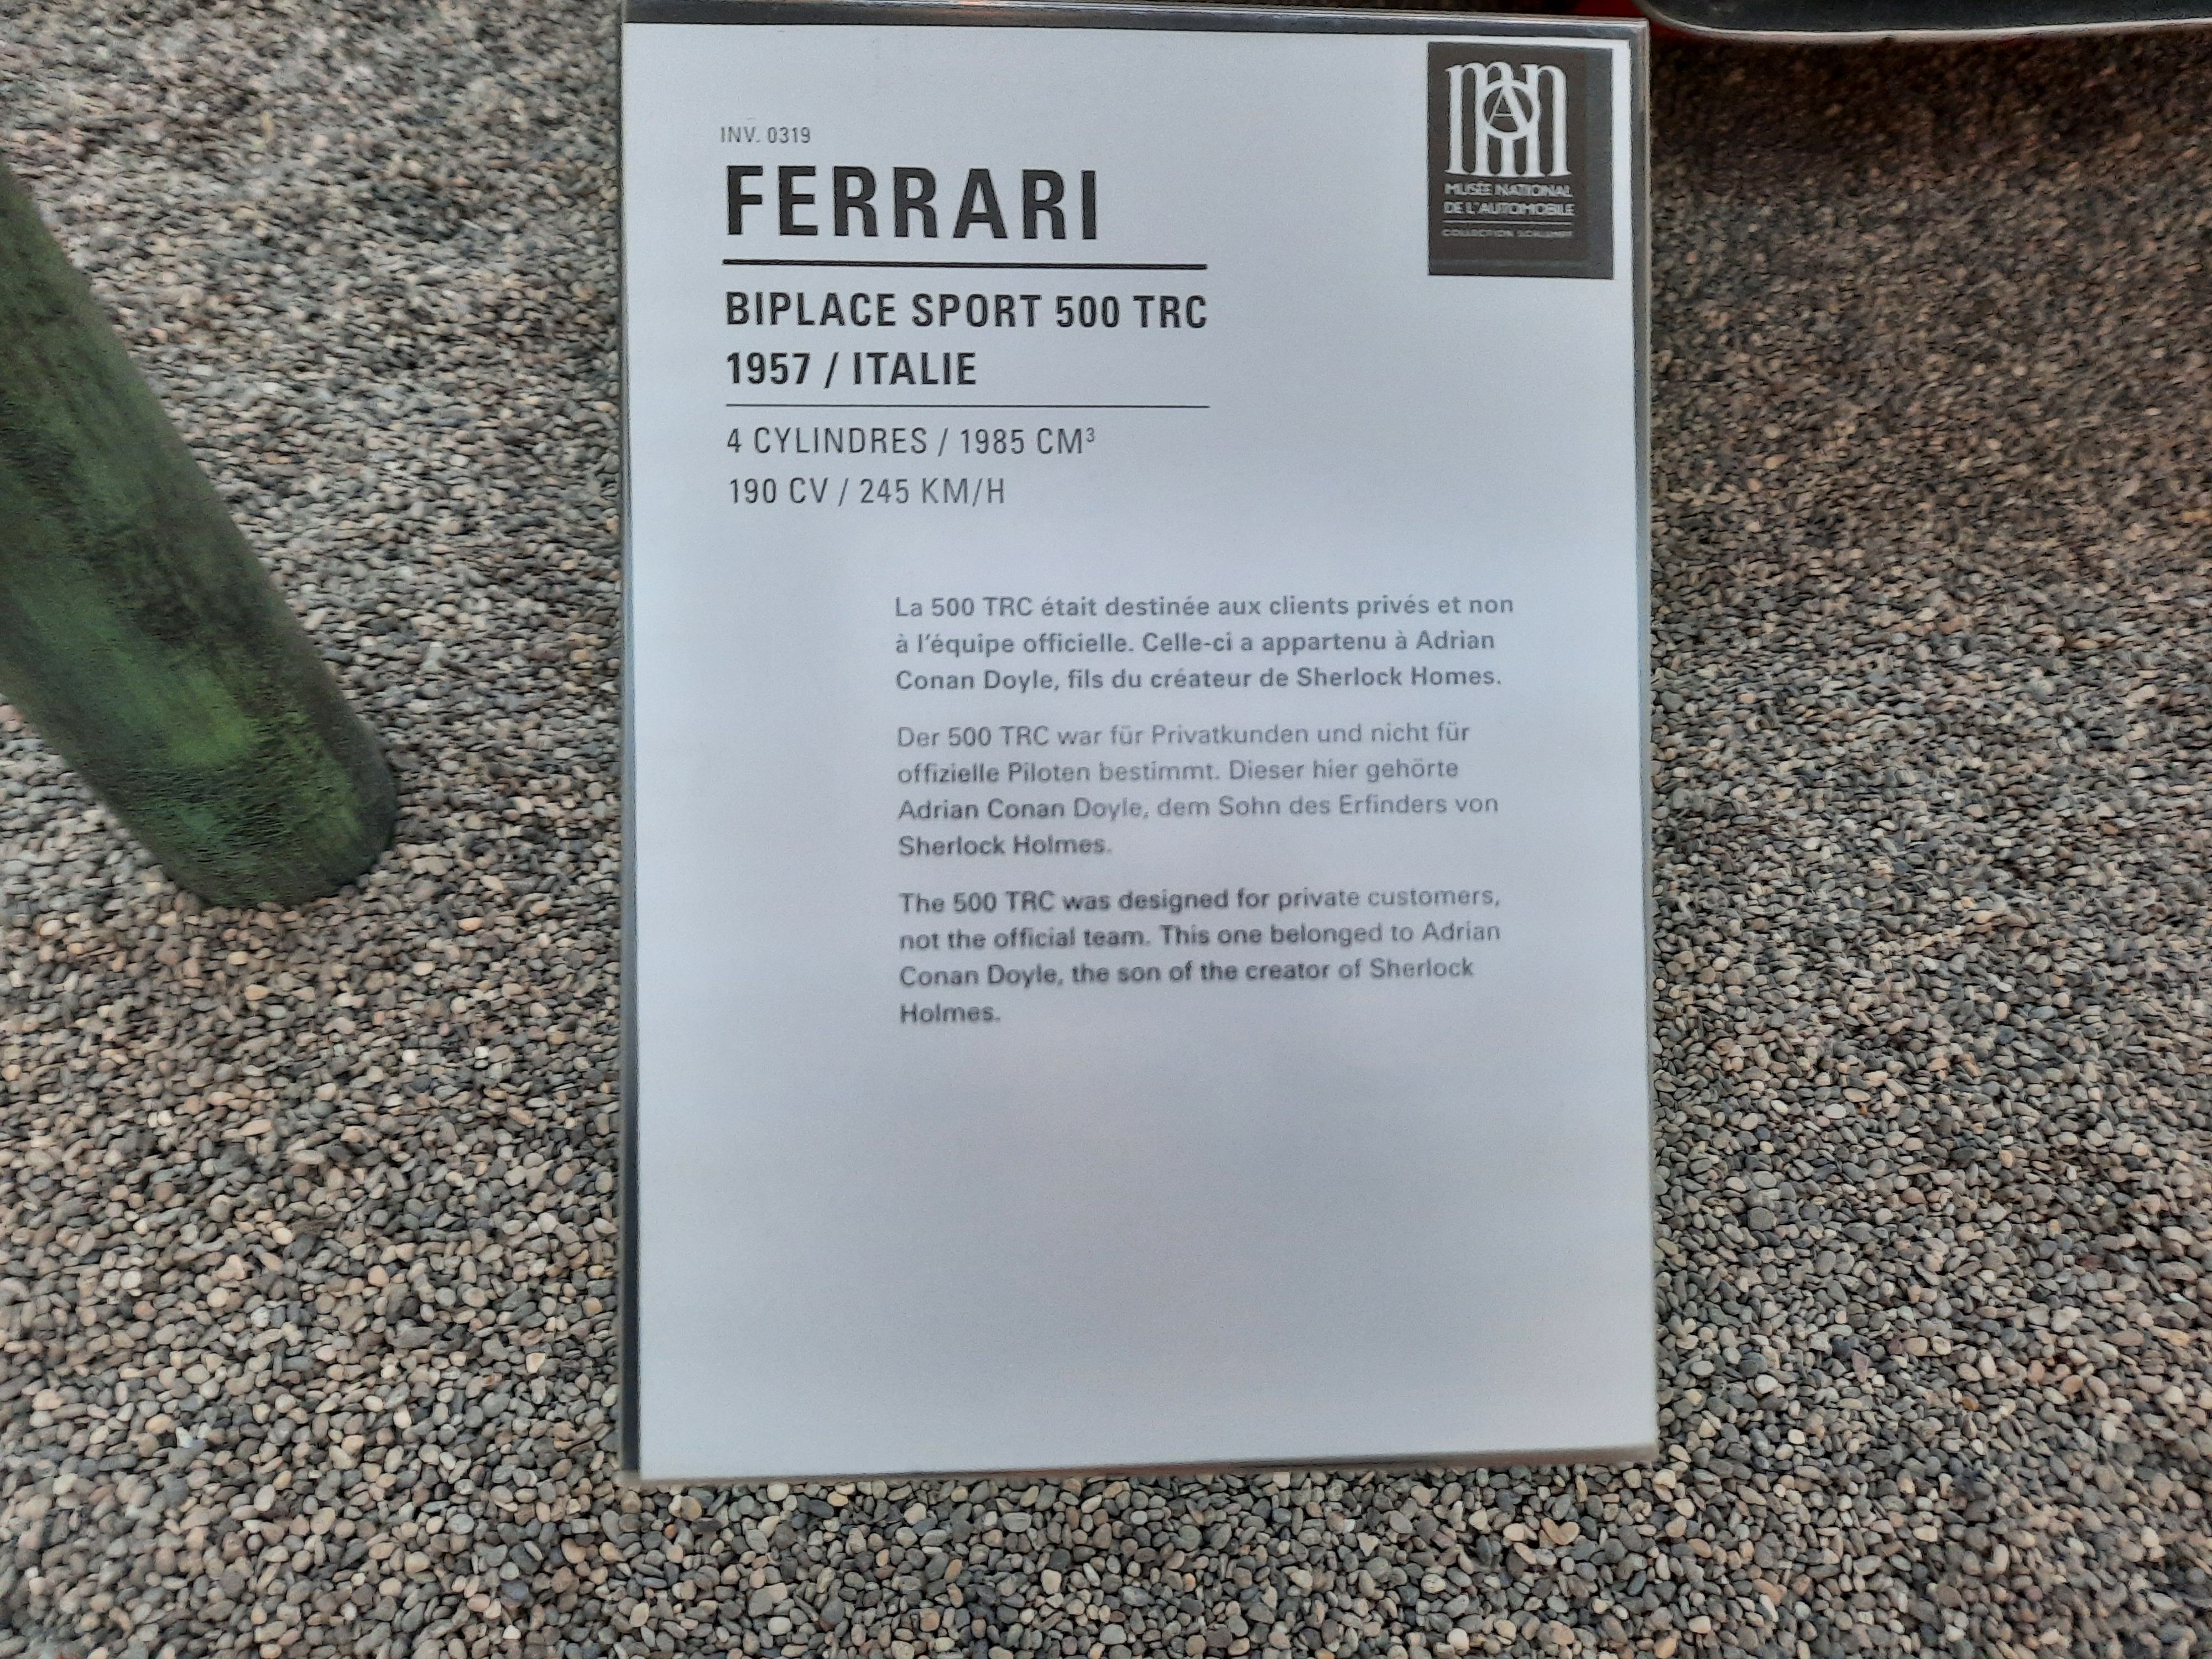 INV. 0319
FERRARI
BIPLACE SPORT 500 TRC
1957 / ITALIE
4 CYLINDRES / 1985 CM³
190 CV / 245 KM/H
MUSÉE NATIONAL
DE L'AUTOMOBILE
COLLECTION SCHLUMPF
La 500 TRC était destinée aux clients privés et non
à l'équipe officielle. Celle-ci a appartenu à Adrian
Conan Doyle, fils du créateur de Sherlock Homes.
Der 500 TRC war für Privatkunden und nicht für
offizielle Piloten bestimmt. Dieser hier gehörte
Adrian Conan Doyle, dem Sohn des Erfinders von
Sherlock Holmes.
The 500 TRC was designed for private customers,
not the official team. This one belonged to Adrian
Conan Doyle, the son of the creator of Sherlock
Holmes.